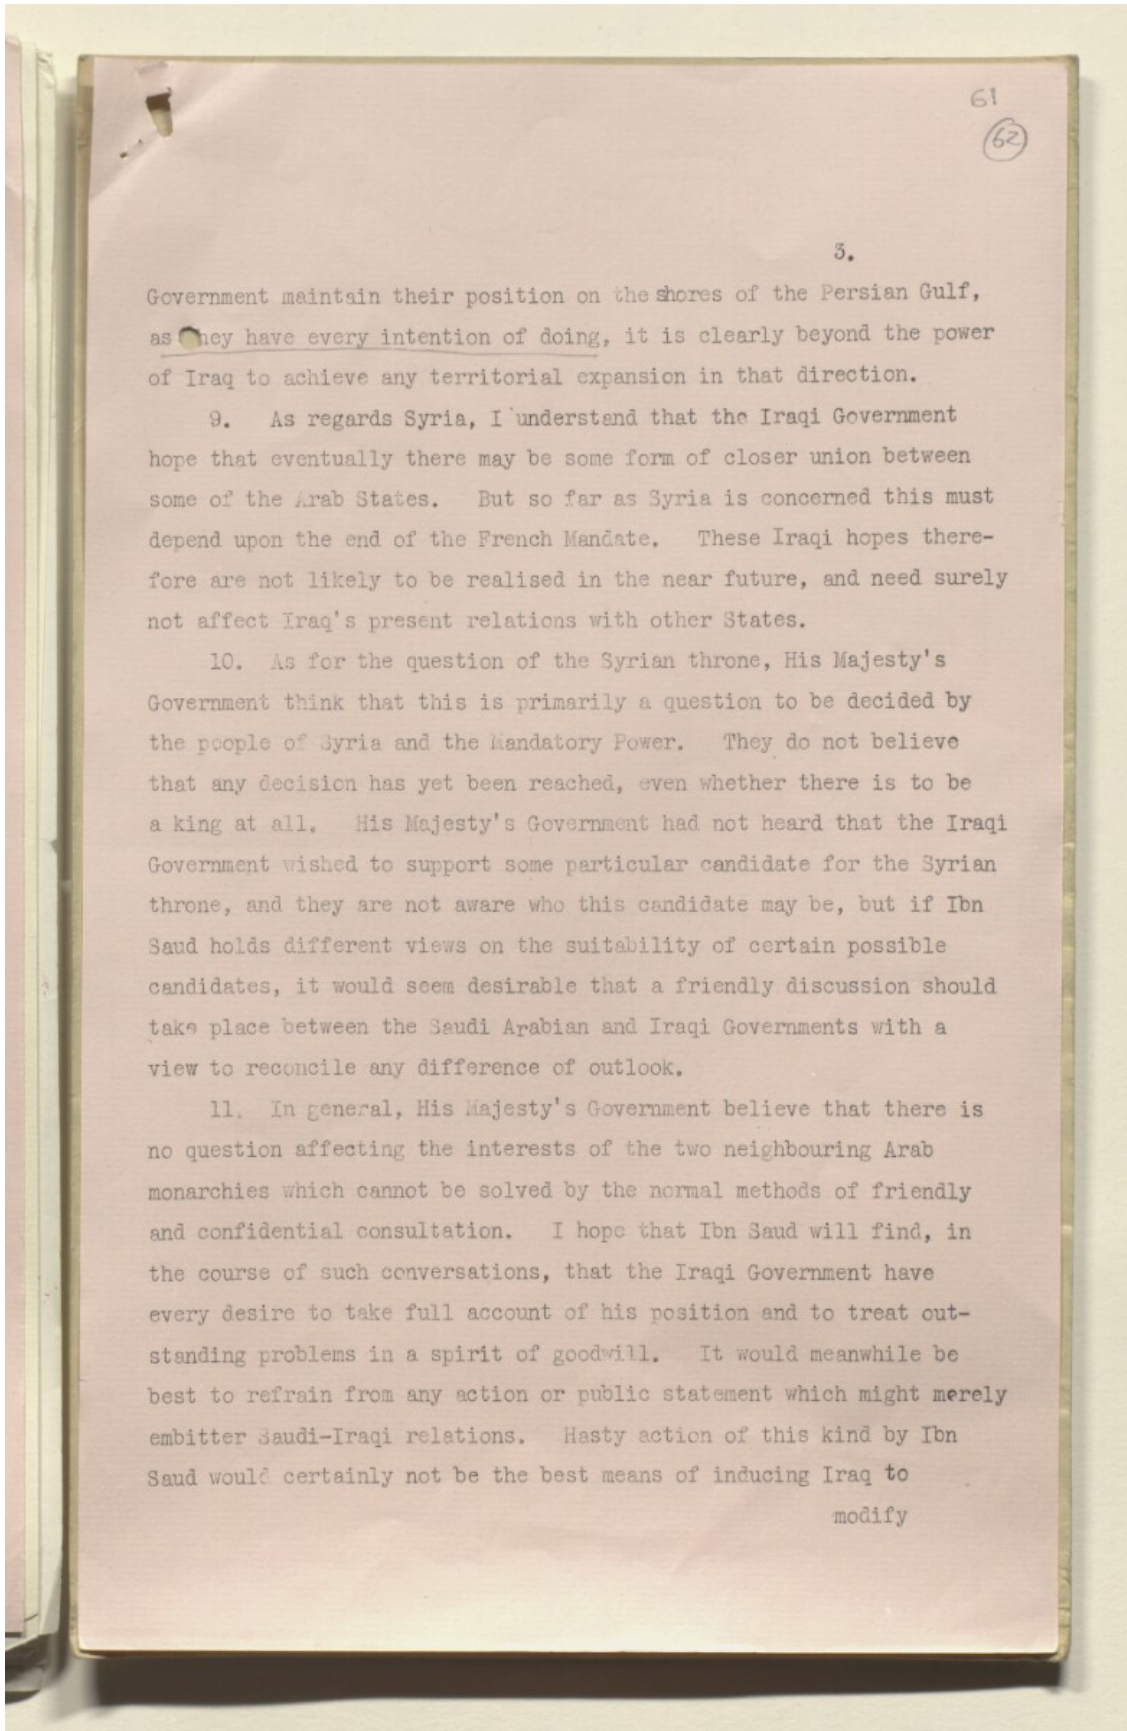 61
62
3.
Government maintain their position on the shores of the Persian Gulf,
as they have every intention of doing, it is clearly beyond the power
of Iraq to achieve any territorial expansion in that direction.
9. As regards Syria, I understand that the Iraqi Government
hope that eventually there may be some form of closer union between
some of the Arab States. But so far as Syria is concerned this must
depend upon the end of the French Mandate. These Iraqi hopes there-
fore are not likely to be realised in the near future, and need surely
not affect Iraq's present relations with other States.
10. As for the question of the Syrian throne, His Majesty's
Government think that this is primarily a question to be decided by
the people of Syria and the Mandatory Power. They do not believe
that any decision has yet been reached, even whether there is to be
a king at all. His Majesty's Government had not heard that the Iraqi
Government wished to support some particular candidate for the Syrian
throne, and they are not aware who this candidate may be, but if Ibn
Saud holds different views on the suitability of certain possible
candidates, it would seem desirable that a friendly discussion should
take place between the Saudi Arabian and Iraqi Governments with a
view to reconcile any difference of outlook.
11. In general, His Majesty's Government believe that there is
no question affecting the interests of the two neighbouring Arab
monarchies which cannot be solved by the normal methods of friendly
and confidential consultation. I hope that Ibn Saud will find, in
the course of such conversations, that the Iraqi Government have
every desire to take full account of his position and to treat out-
standing problems in a spirit of goodwill. It would meanwhile be
best to refrain from any action or public statement which might merely
embitter Saudi-Iraqi relations. Hasty action of this kind by Ibn
Saud would certainly not be the best means of inducing Iraq to
modify